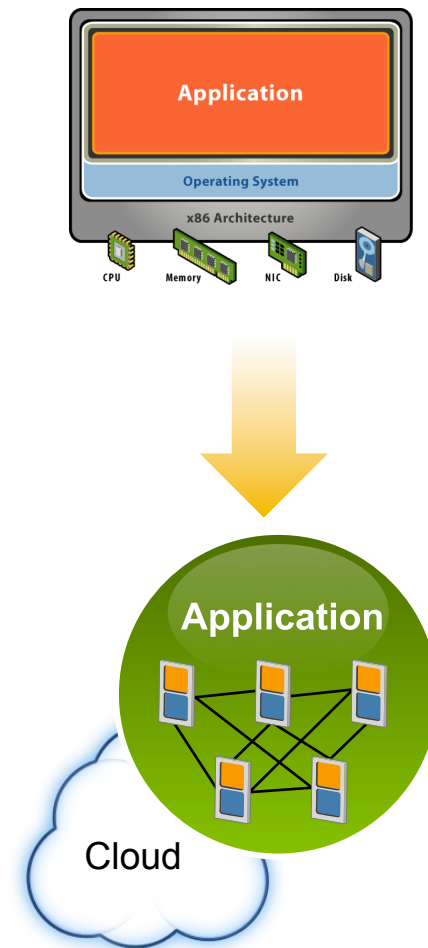 Application
Operating System
x86 Architecture
CPU Memory NIC Disk
Application
Cloud